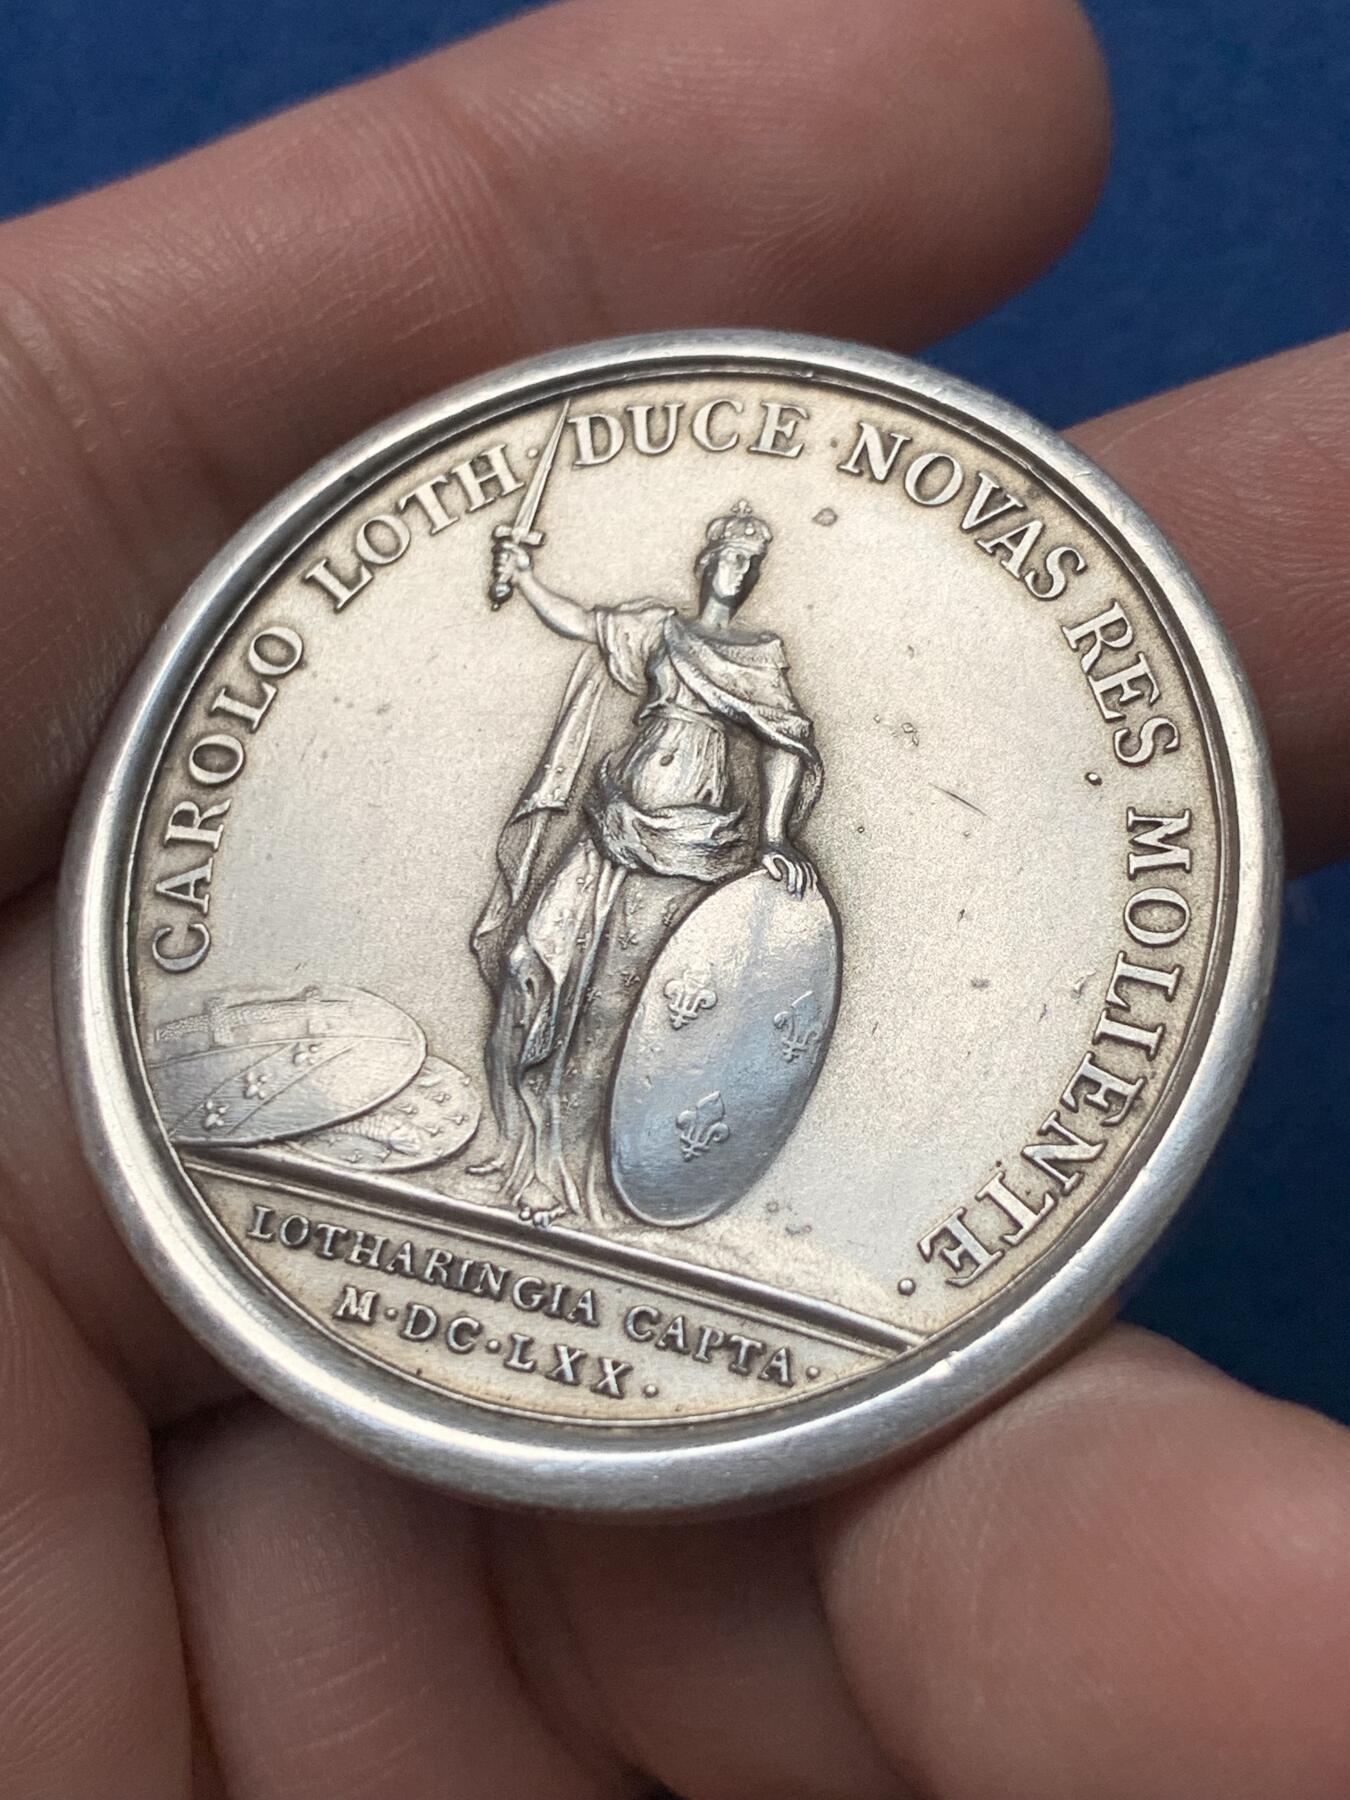 CAROLO LOTH· DUCE · NOVAS RES MOLIENTE.
LOTHARINGIA CAPTA.
M·DC·LXX.